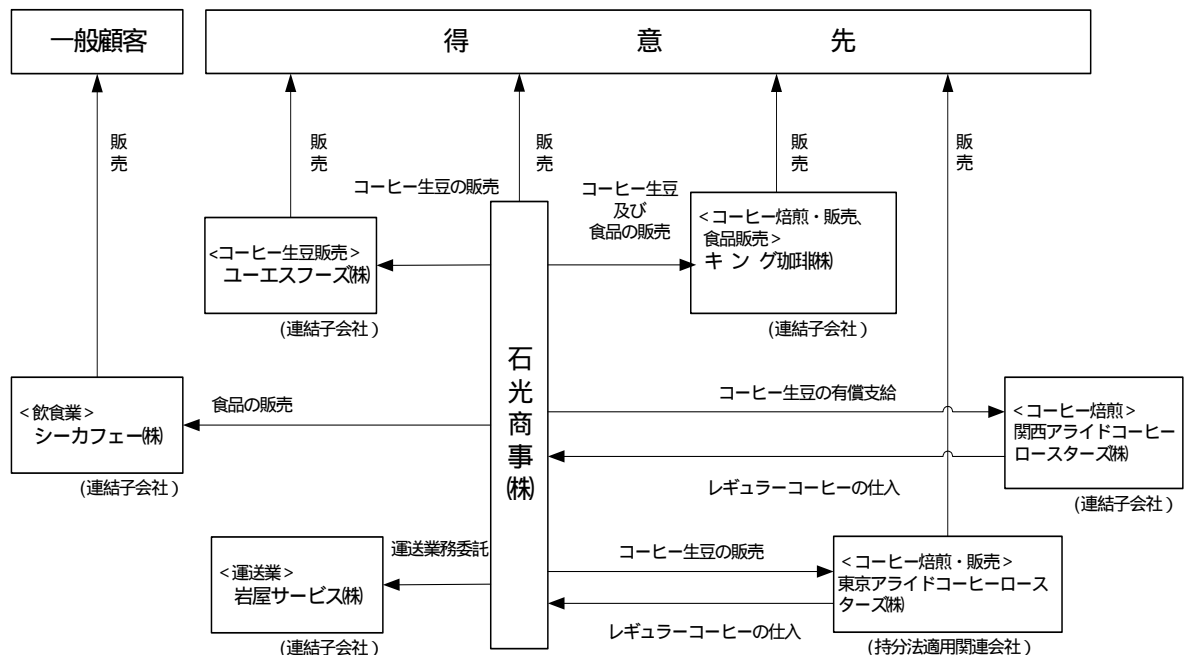 一般顧客
得意先
販売
販売
販売
販売
販売
コーヒー生豆の販売
コーヒー生豆
及び
食品の販売
<コーヒー生豆販売>
ユーエスフーズ㈱
(連結子会社)
<コーヒー焙煎・販売、
食品販売>
キング珈琲㈱
(連結子会社)
石光商事㈱
<飲食業>
シーカフェー㈱
(連結子会社)
食品の販売
コーヒー生豆の有償支給
<コーヒー焙煎>
関西アライドコーヒー
ロースターズ㈱
(連結子会社)
レギュラーコーヒーの仕入
運送業務委託
<運送業>
岩屋サービス㈱
(連結子会社)
コーヒー生豆の販売
<コーヒー焙煎・販売>
東京アライドコーヒーロース
ターズ㈱
(持分法適用関連会社)
レギュラーコーヒーの仕入